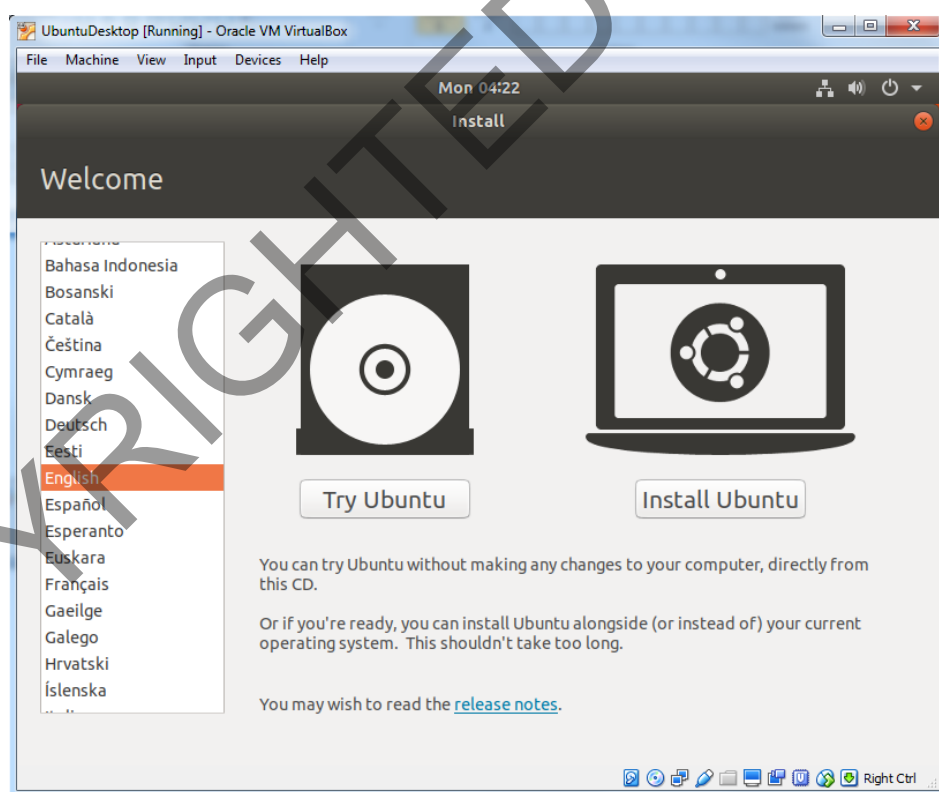 UbuntuDesktop [Running] - Oracle VM VirtualBox
File Machine View Input Devices Help
Mon 04:22
Install
Welcome
Bahasa Indonesia
Bosanski
Català
Čeština
Cymraeg
Dansk
Deutsch
Eesti
English
Español
Esperanto
Euskara
Français
Gaeilge
Galego
Hrvatski
Íslenska
Try Ubuntu
Install Ubuntu
You can try Ubuntu without making any changes to your computer, directly from
this CD.
Or if you're ready, you can install Ubuntu alongside (or instead of) your current
operating system. This shouldn't take too long.
You may wish to read the release notes.
Right Ctrl
YRIGHTED